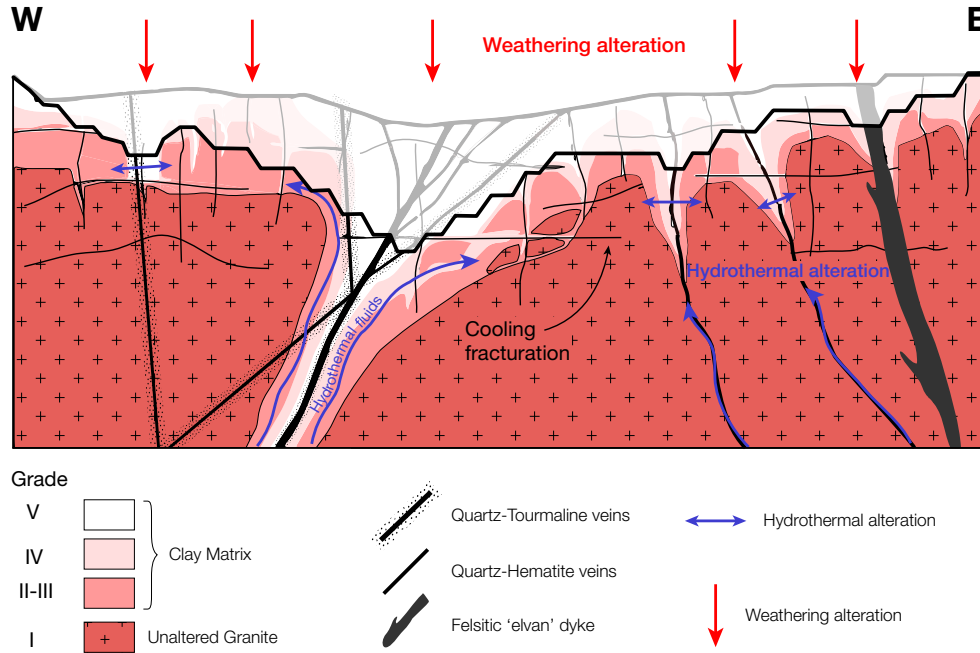 W
E
Weathering alteration
Hydrothermal alteration
Hydrothermal fluids
Cooling
fracturation
Grade
V
IV
II-III
I
Clay Matrix
Unaltered Granite
Quartz-Tourmaline veins
Quartz-Hematite veins
Felsitic ‘elvan’ dyke
Hydrothermal alteration
Weathering alteration